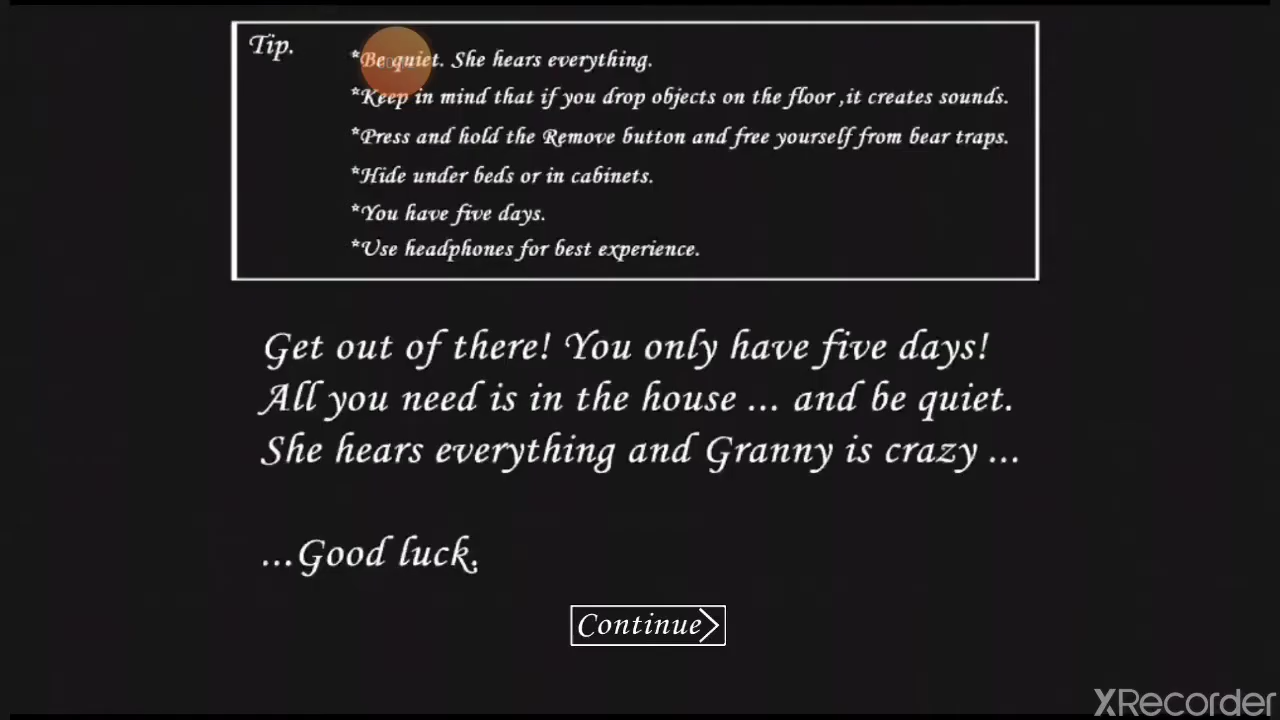 Tip.
*Be quiet. She hears everything.
*Keep in mind that if you drop objects on the floor ,it creates sounds.
*Press and hold the Remove button and free yourself from bear traps.
*Hide under beds or in cabinets.
*You have five days.
*Use headphones for best experience.
Get out of there! You only have five days!
All you need is in the house ... and be quiet.
She hears everything and Granny is crazy ...
...Good luck.
Continue
XRecorder